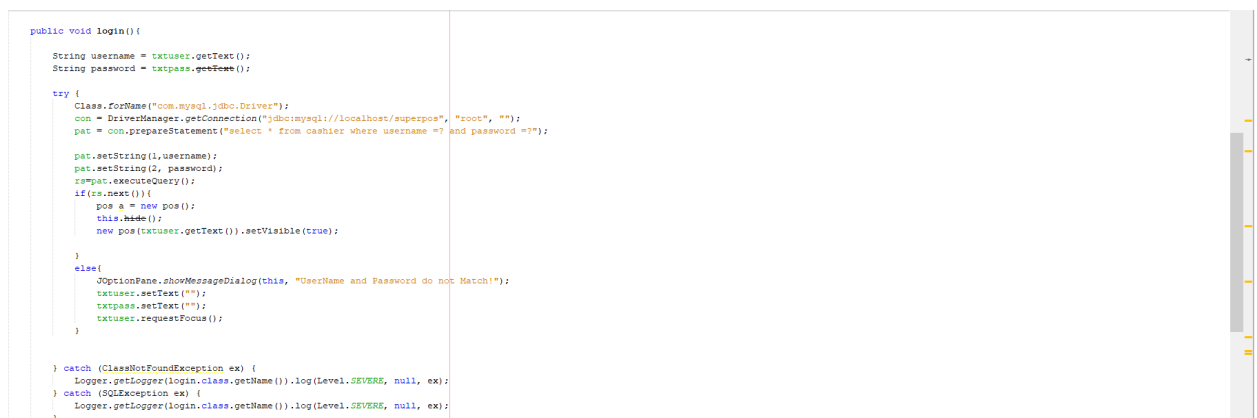 public void login(){
String username = txtuser.getText();
String password = txtpass.getText();
try {
Class.forName("com.mysql.jdbc.Driver");
con = DriverManager.getConnection("jdbc:mysql://localhost/superpos", "root", "");
pat = con.prepareStatement("select * from cashier where username =? and password =?");
pat.setString(1,username);
pat.setString(2, password);
rs=pat.executeQuery();
if(rs.next()){
pos a = new pos();
this.hide();
new pos(txtuser.getText()).setVisible(true);
}
else{
JOptionPane.showMessageDialog(this, "UserName and Password do not Match!");
txtuser.setText("");
txtpass.setText("");
txtuser.requestFocus();
}
} catch (ClassNotFoundException ex) {
Logger.getLogger(login.class.getName()).log(Level.SEVERE, null, ex);
} catch (SQLException ex) {
Logger.getLogger(login.class.getName()).log(Level.SEVERE, null, ex);
}